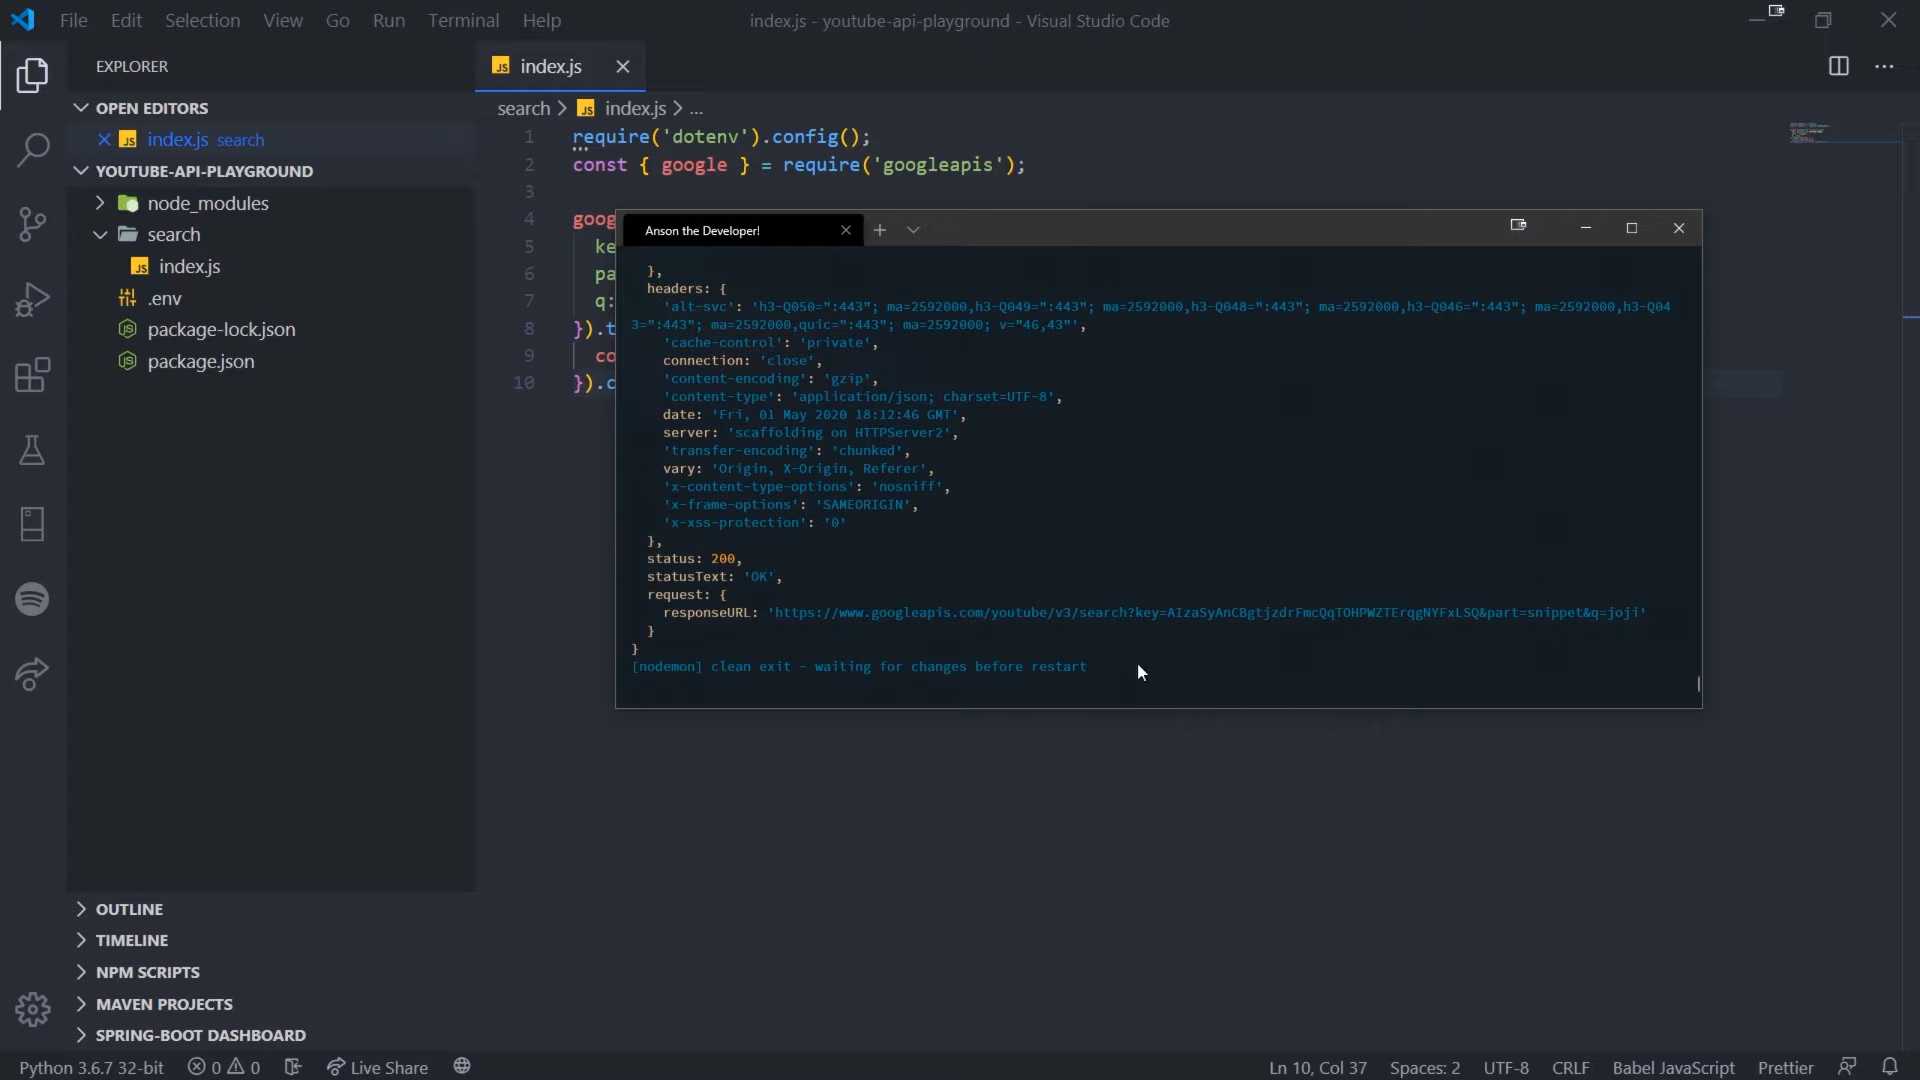 File Edit Selection View Go Run Terminal Help
index.js - youtube-api-playground - Visual Studio Code
EXPLORER
OPEN EDITORS
JS index.js search
YOUTUBE-API-PLAYGROUND
node_modules
search
JS index.js
.env
package-lock.json
package.json
OUTLINE
TIMELINE
NPM SCRIPTS
MAVEN PROJECTS
SPRING-BOOT DASHBOARD
JS index.js
search > JS index.js > ...
1 require('dotenv').config();
2 const { google } = require('googleapis');
3
4 goog
5 ke
6 pa
7 q:
8 }).t
9 co
10 }).c
Anson the Developer!
},
headers: {
'alt-svc': 'h3-Q050=":443"; ma=2592000,h3-Q049=":443"; ma=2592000,h3-Q048=":443"; ma=2592000,h3-Q046=":443"; ma=2592000,h3-Q04
3=":443"; ma=2592000,quic=":443"; ma=2592000; v="46,43"',
'cache-control': 'private',
connection: 'close',
'content-encoding': 'gzip',
'content-type': 'application/json; charset=UTF-8',
date: 'Fri, 01 May 2020 18:12:46 GMT',
server: 'scaffolding on HTTPServer2',
'transfer-encoding': 'chunked',
vary: 'Origin, X-Origin, Referer',
'x-content-type-options': 'nosniff',
'x-frame-options': 'SAMEORIGIN',
'x-xss-protection': '0'
},
status: 200,
statusText: 'OK',
request: {
responseURL: 'https://www.googleapis.com/youtube/v3/search?key=AIzaSyAnCBgtjzdrFmcQqTOHPWZTErqgNYFxLSQ&part=snippet&q=joji'
}
}
[nodemon] clean exit - waiting for changes before restart
Python 3.6.7 32-bit 0 0 Live Share Ln 10, Col 37 Spaces: 2 UTF-8 CRLF Babel JavaScript Prettier